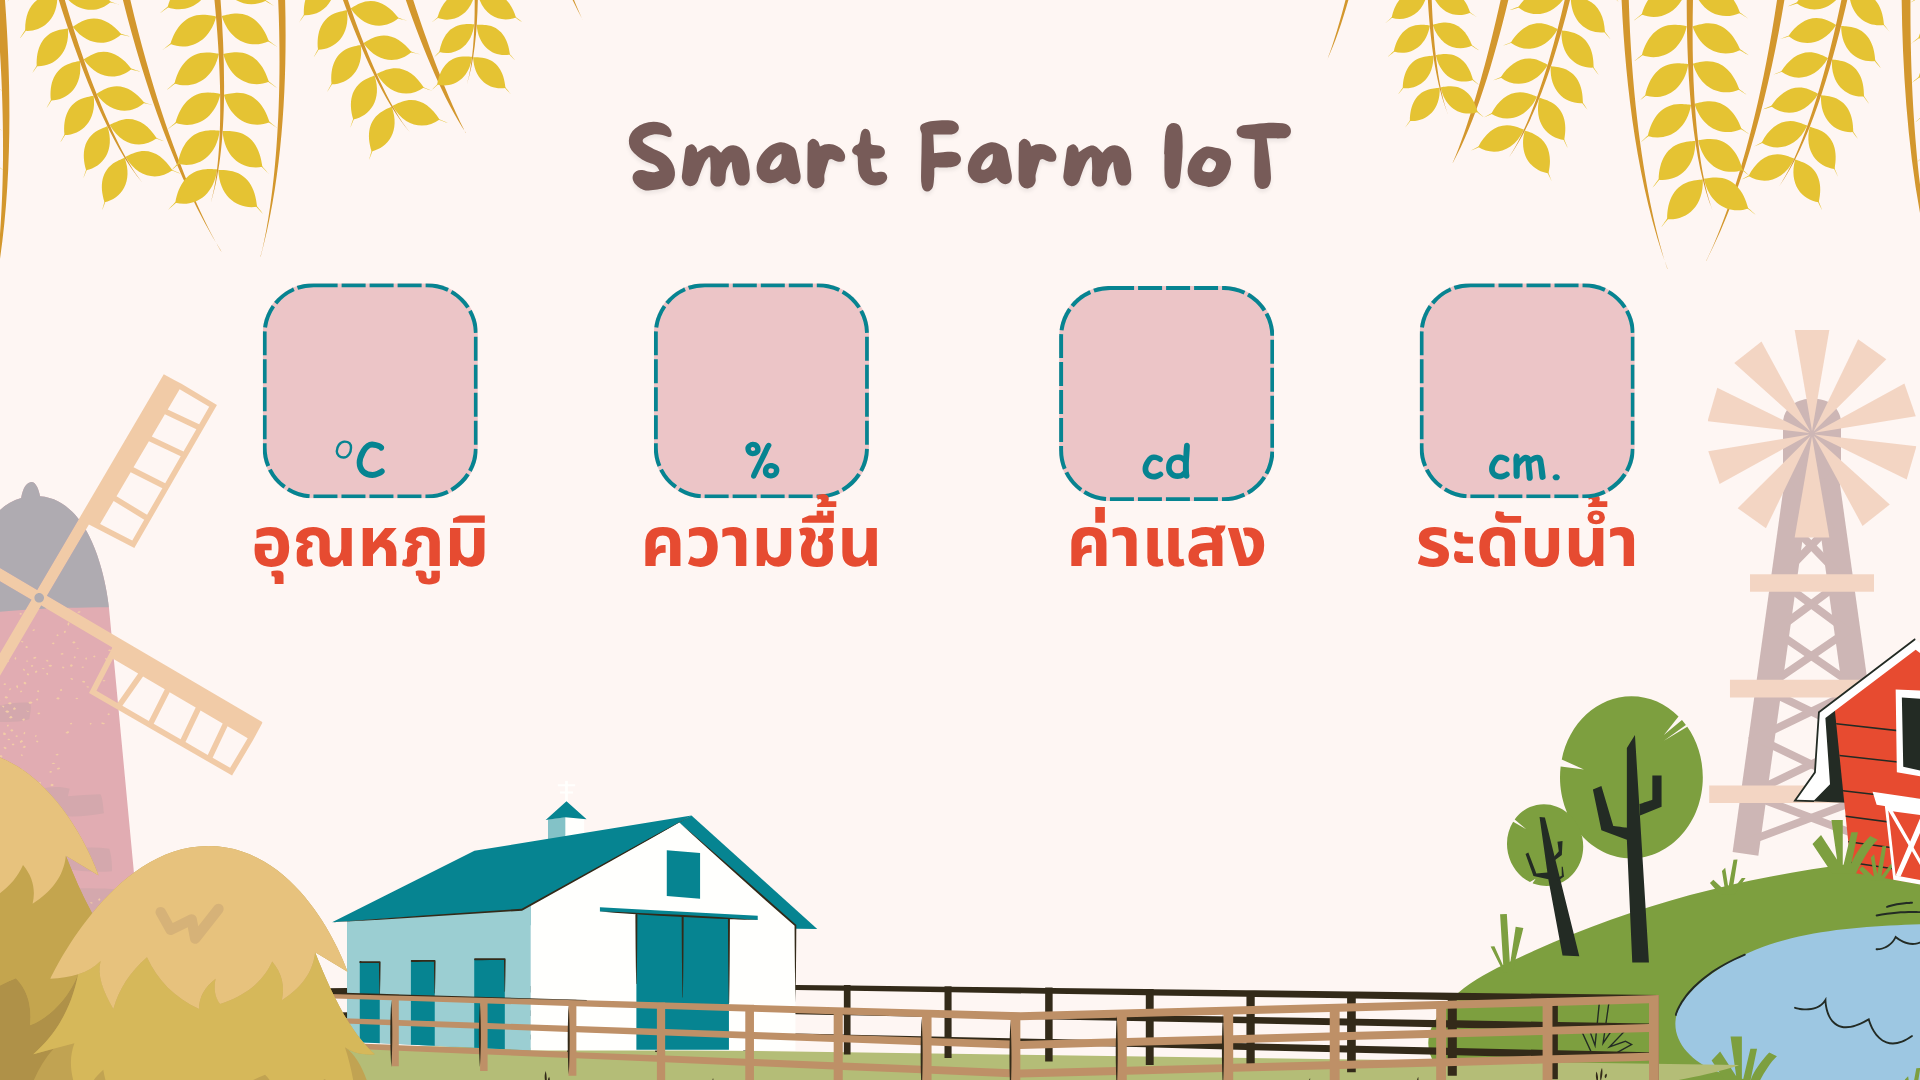 Smart Farm IoT
°C % cd cm.
อุณหภูมิ ความชื้น ค่าแสง ระดับน้ำ